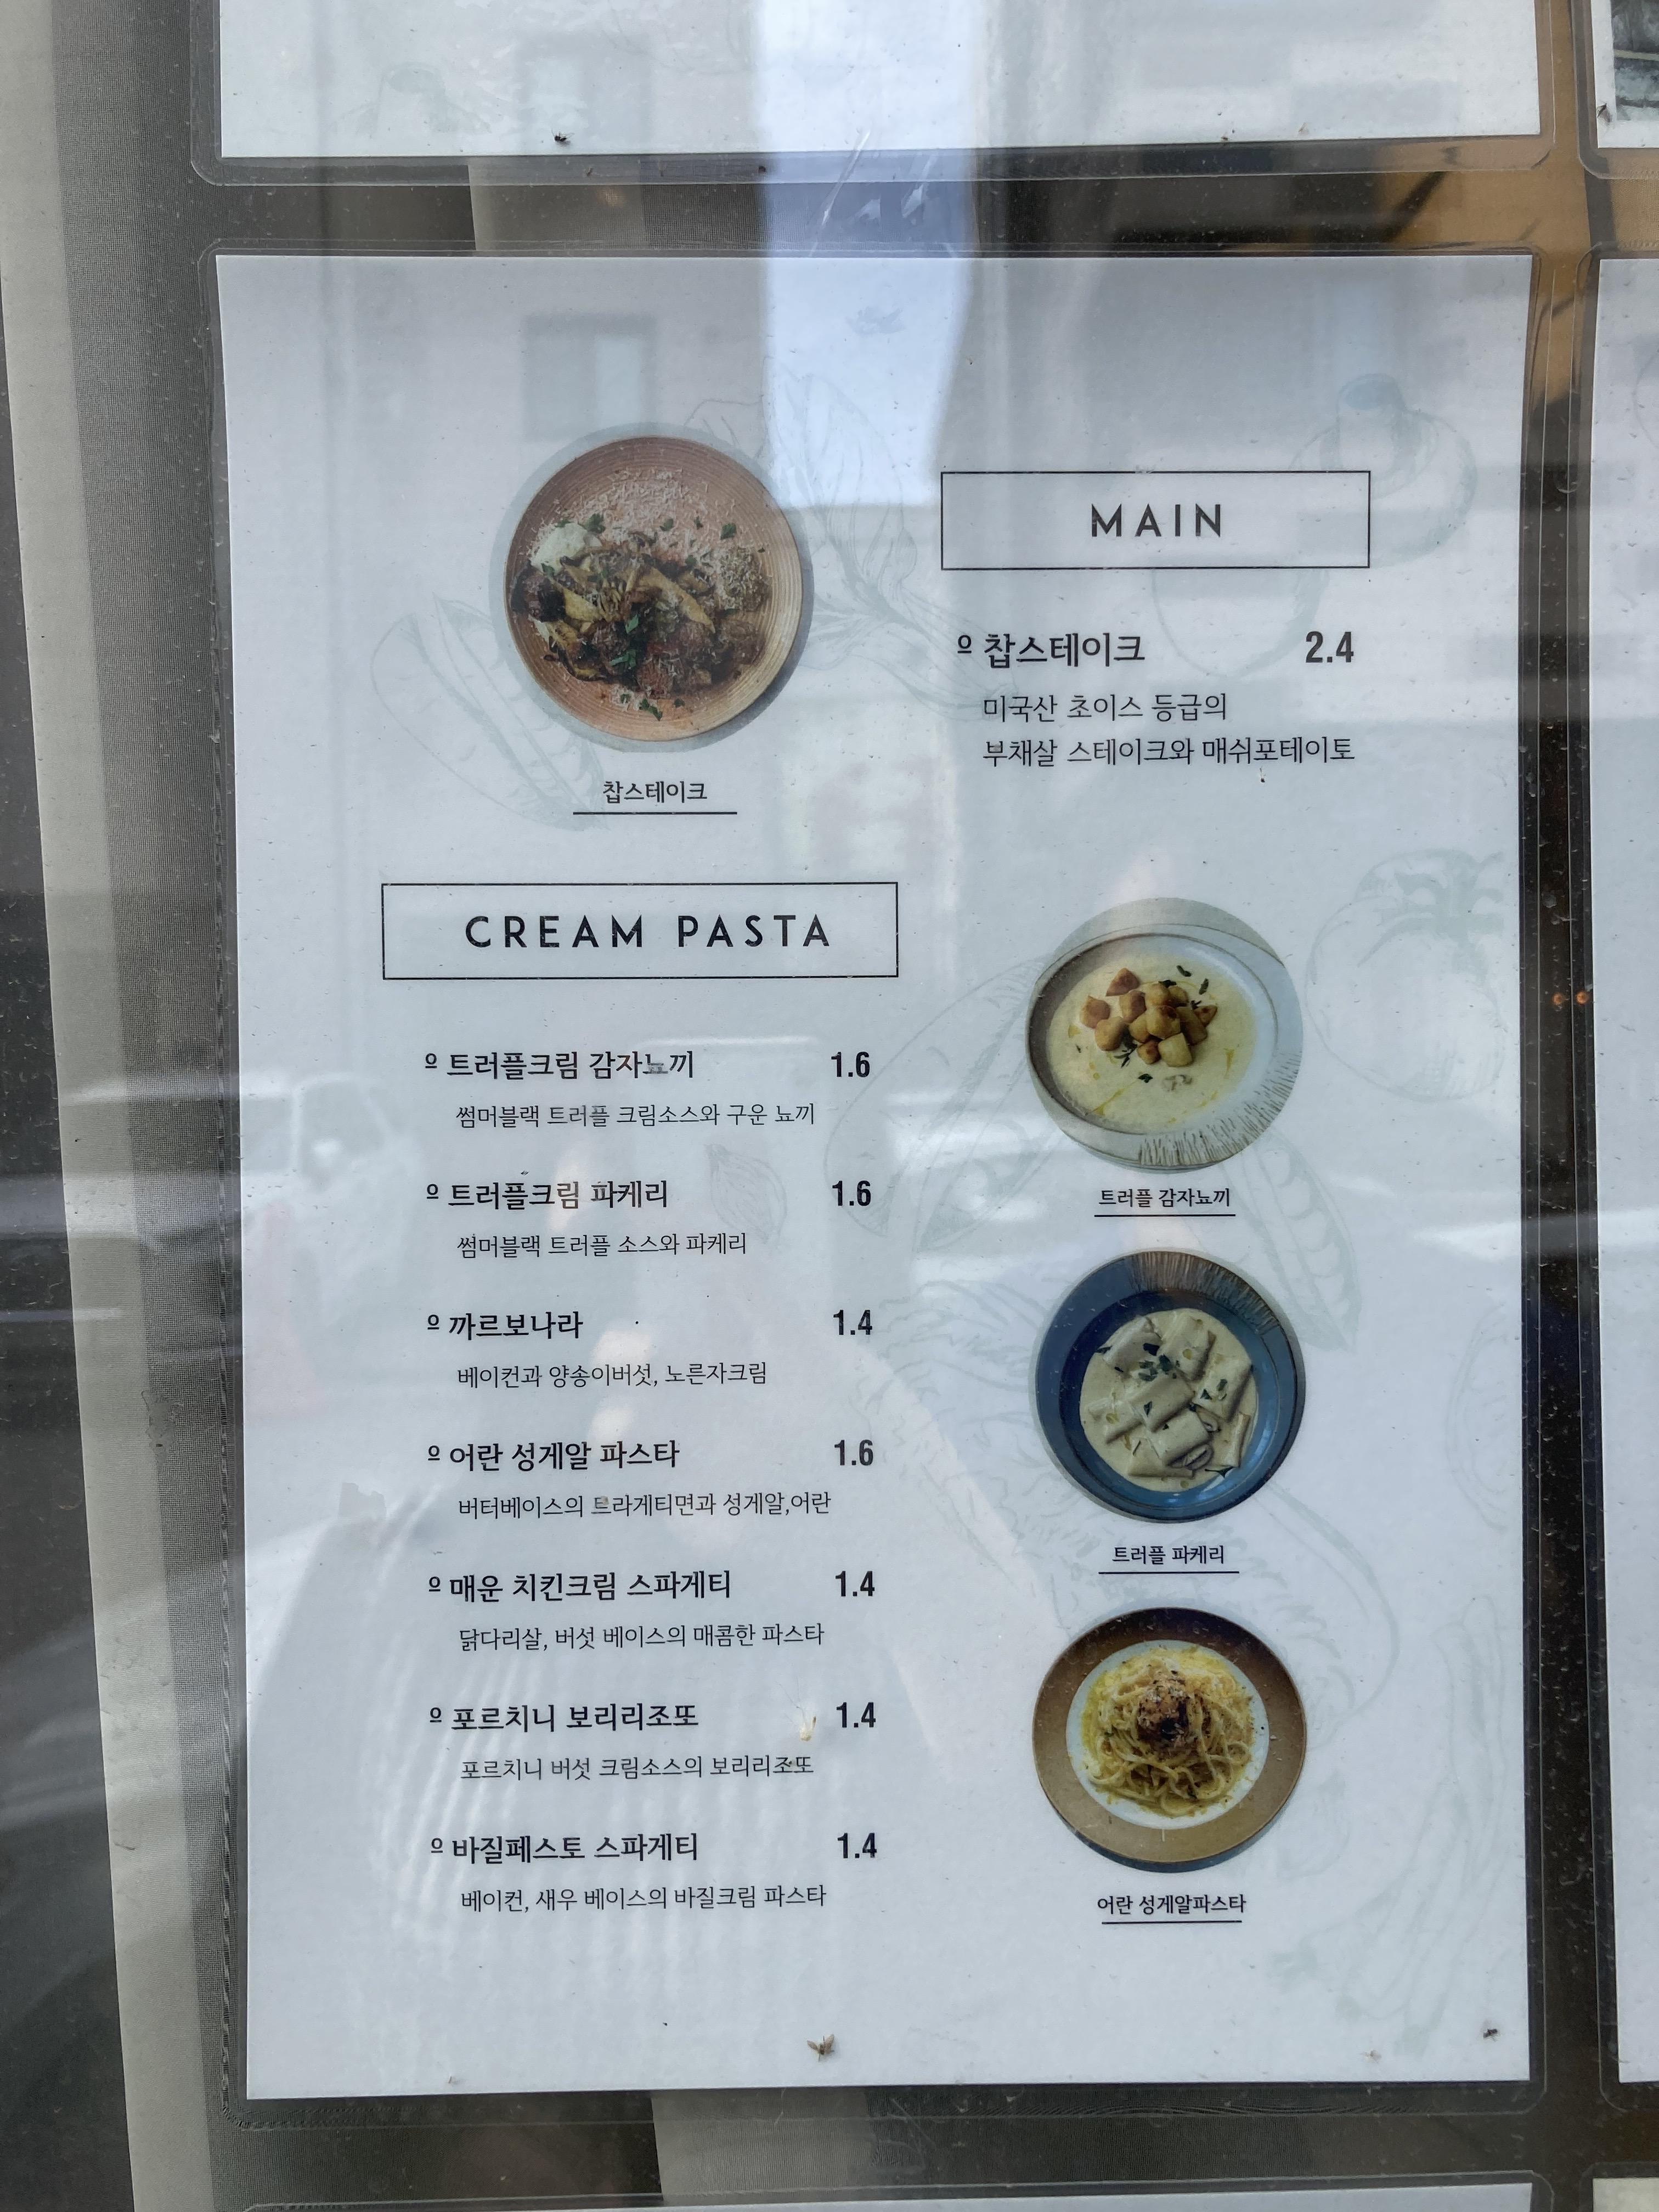 MAIN
찹스테이크 2.4
미국산 초이스 등급의
부채살 스테이크와 매쉬포테이토
찹스테이크
CREAM PASTA
트러플크림 감자뇨끼 1.6
썸머블랙 트러플 크림소스와 구운 뇨끼
트러플크림 파케리 1.6
썸머블랙 트러플 소스와 파케리
까르보나라 1.4
베이컨과 양송이버섯, 노른자크림
어란 성게알 파스타 1.6
버터베이스의 트라게티면과 성게알,어란
매운 치킨크림 스파게티 1.4
닭다리살, 버섯 베이스의 매콤한 파스타
포르치니 보리리조또 1.4
포르치니 버섯 크림소스의 보리리조또
바질페스토 스파게티 1.4
베이컨, 새우 베이스의 바질크림 파스타
트러플 감자뇨끼
트러플 파케리
어란 성게알파스타